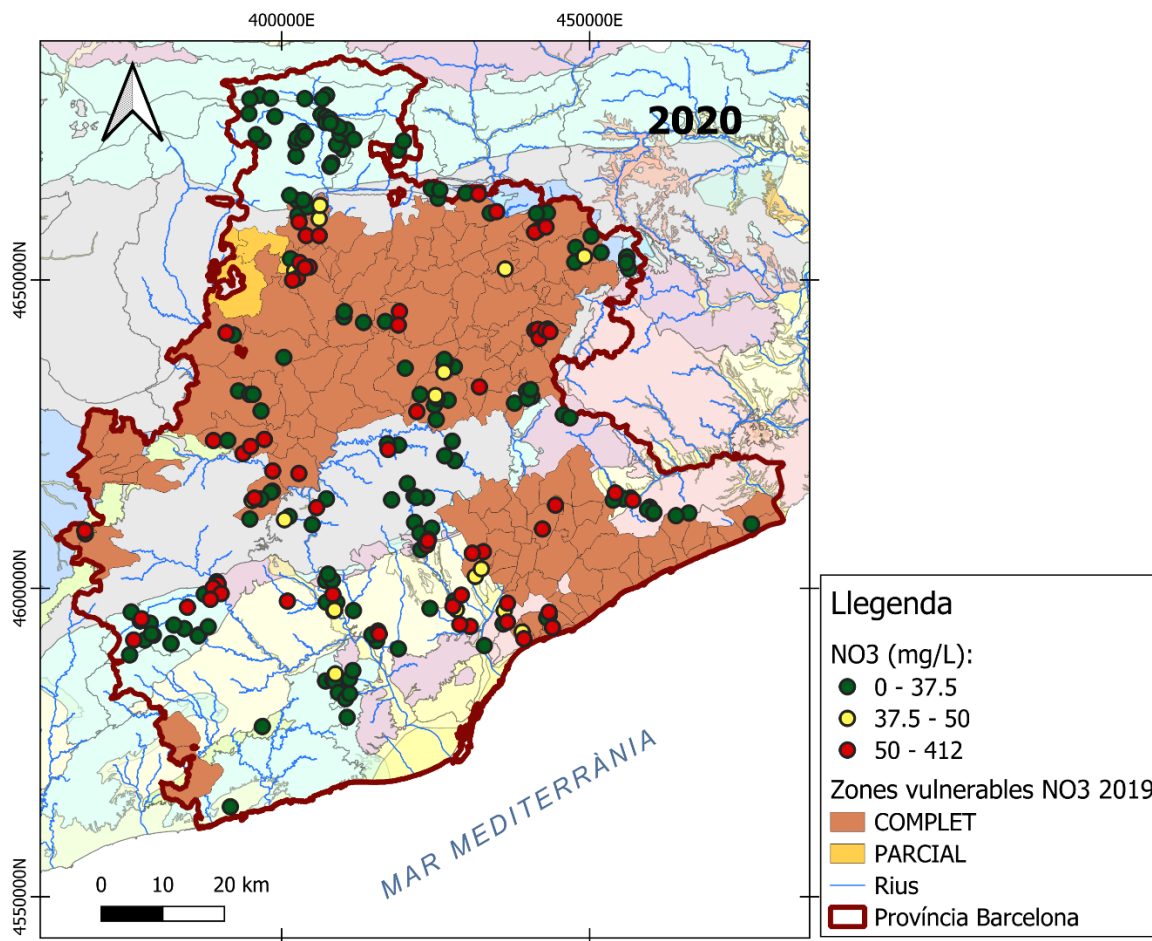 400000E
450000E
2020
4650000N
4600000N
4550000N
MAR MEDITERRÀNIA
0 10 20 km
Llegenda
NO3 (mg/L):
0 - 37.5
37.5 - 50
50 - 412
Zones vulnerables NO3 2019
COMPLET
PARCIAL
Rius
Província Barcelona